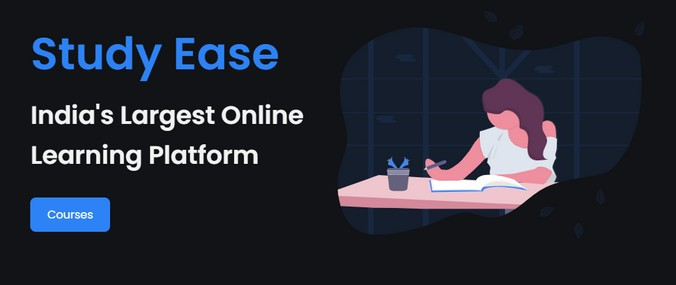 Study Ease
India's Largest Online
Learning Platform
Courses